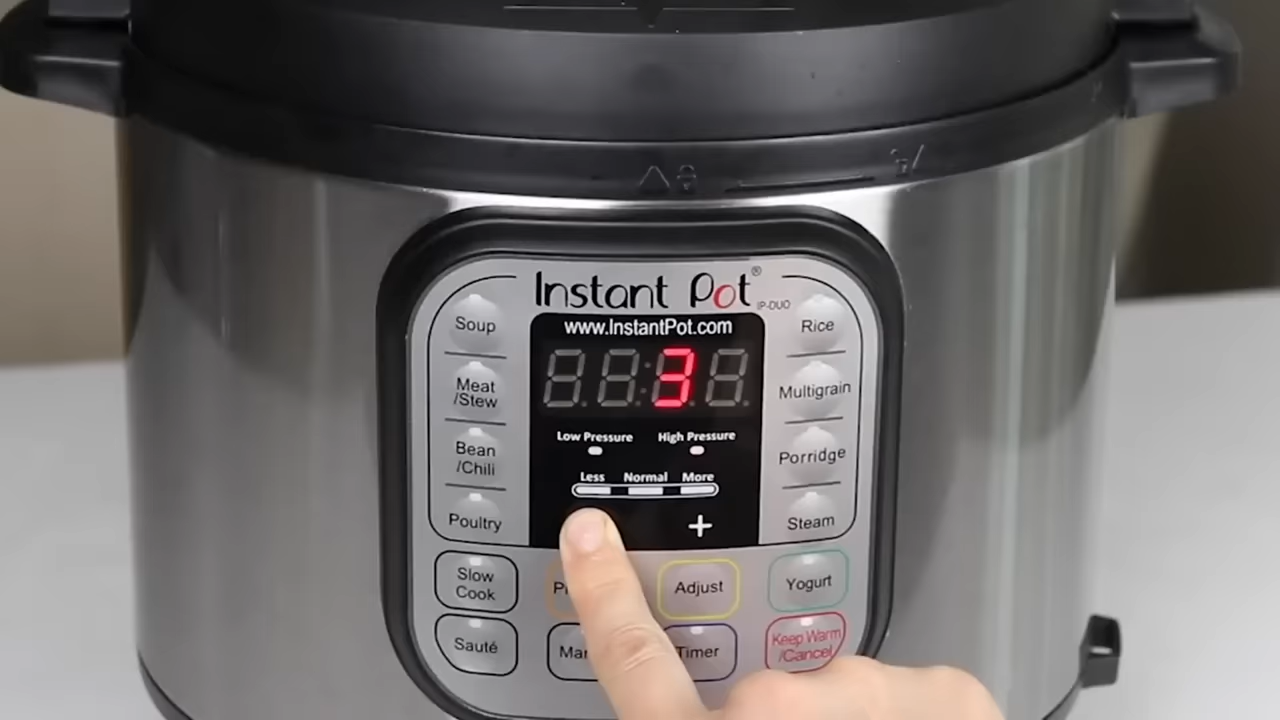 Instant Pot®
IP-DUO
www.InstantPot.com
3
Soup
Meat
/Stew
Bean
/Chili
Poultry
Low Pressure High Pressure
Less Normal More
+
Rice
Multigrain
Porridge
Steam
Slow
Cook
Adjust
Yogurt
Sauté
Timer
Keep Warm
/Cancel